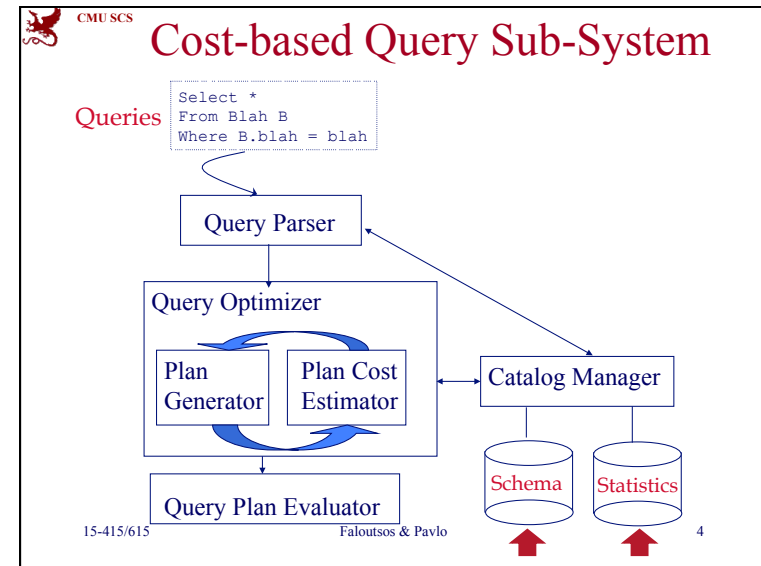 CMU SCS
Cost-based Query Sub-System
Queries
Select *
From Blah B
Where B.blah = blah
Query Parser
Query Optimizer
Plan
Generator
Plan Cost
Estimator
Catalog Manager
Query Plan Evaluator
Schema
Statistics
15-415/615
Faloutsos & Pavlo
4